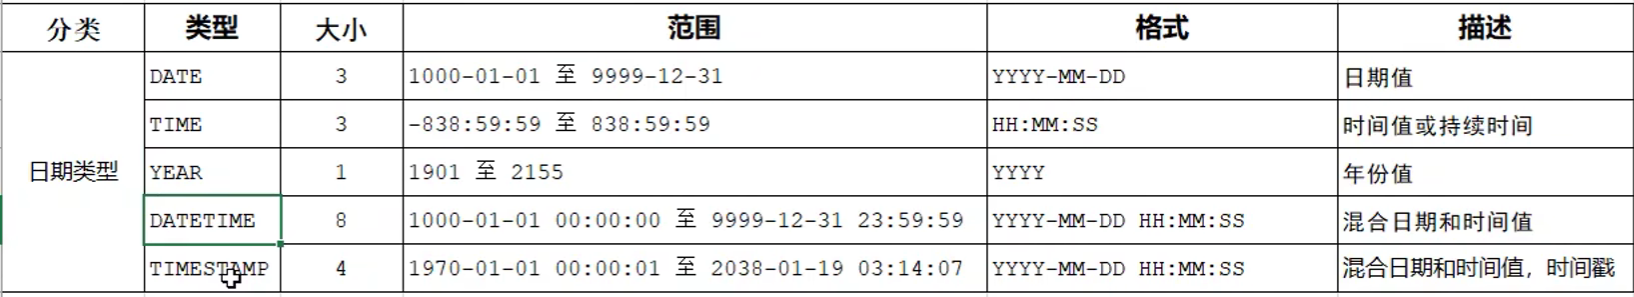 分类 类型 大小 范围 格式 描述
DATE 3 1000-01-01 至 9999-12-31 YYYY-MM-DD 日期值
TIME 3 -838:59:59 至 838:59:59 HH:MM:SS 时间值或持续时间
日期类型 YEAR 1 1901 至 2155 YYYY 年份值
DATETIME 8 1000-01-01 00:00:00 至 9999-12-31 23:59:59 YYYY-MM-DD HH:MM:SS 混合日期和时间值
TIMESTAMP 4 1970-01-01 00:00:01 至 2038-01-19 03:14:07 YYYY-MM-DD HH:MM:SS 混合日期和时间值，时间戳